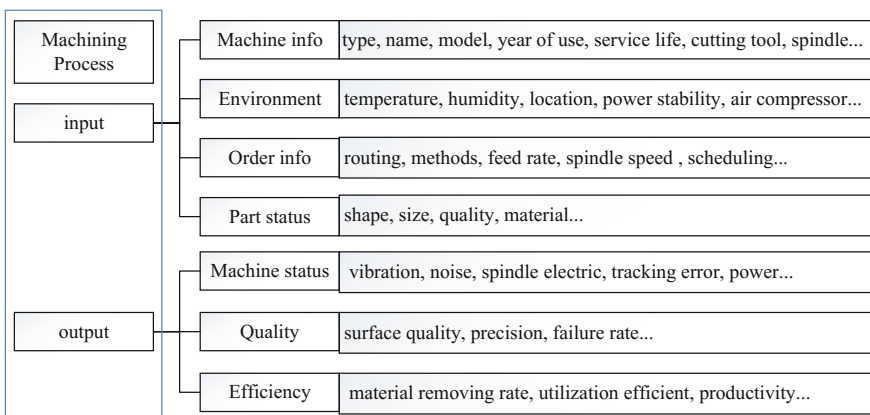 Machining
Process
input
output
Machine info type, name, model, year of use, service life, cutting tool, spindle...
Environment temperature, humidity, location, power stability, air compressor...
Order info routing, methods, feed rate, spindle speed , scheduling...
Part status shape, size, quality, material...
Machine status vibration, noise, spindle electric, tracking error, power...
Quality surface quality, precision, failure rate...
Efficiency material removing rate, utilization efficient, productivity...